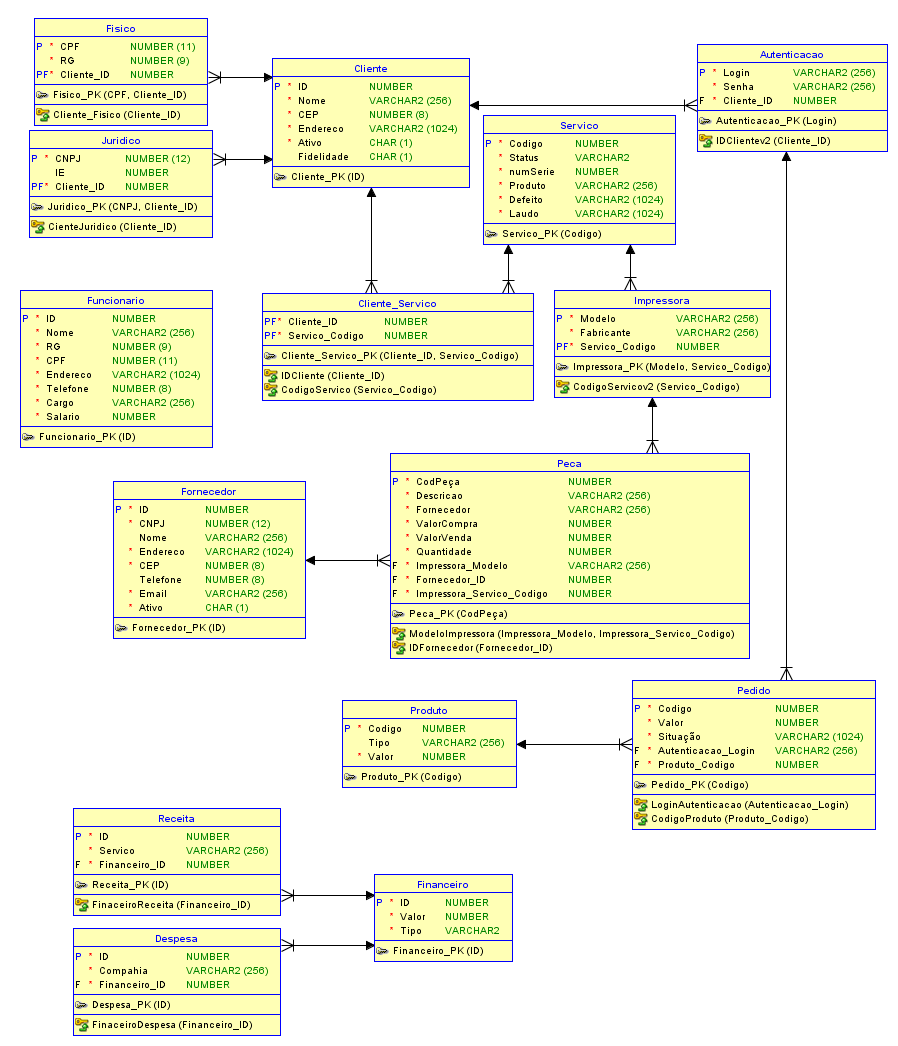 Fisico
P * CPF NUMBER (11)
* RG NUMBER (9)
PF* Cliente_ID NUMBER
Fisico_PK (CPF, Cliente_ID)
Cliente_Fisico (Cliente_ID)
Juridico
P * CNPJ NUMBER (12)
IE NUMBER
PF* Cliente_ID NUMBER
Juridico_PK (CNPJ, Cliente_ID)
CienteJuridico (Cliente_ID)
Cliente
P * ID NUMBER
* Nome VARCHAR2 (256)
* CEP NUMBER (8)
* Endereco VARCHAR2 (1024)
* Ativo CHAR (1)
Fidelidade CHAR (1)
Cliente_PK (ID)
Autenticacao
P * Login VARCHAR2 (256)
* Senha VARCHAR2 (256)
F * Cliente_ID NUMBER
Autenticacao_PK (Login)
IDClientev2 (Cliente_ID)
Servico
P * Codigo NUMBER
* Status VARCHAR2
* numSerie NUMBER
* Produto VARCHAR2 (256)
* Defeito VARCHAR2 (1024)
* Laudo VARCHAR2 (1024)
Servico_PK (Codigo)
Funcionario
P * ID NUMBER
* Nome VARCHAR2 (256)
* RG NUMBER (9)
* CPF NUMBER (11)
* Endereco VARCHAR2 (1024)
* Telefone NUMBER (8)
* Cargo VARCHAR2 (256)
* Salario NUMBER
Funcionario_PK (ID)
Cliente_Servico
PF* Cliente_ID NUMBER
PF* Servico_Codigo NUMBER
Cliente_Servico_PK (Cliente_ID, Servico_Codigo)
IDCliente (Cliente_ID)
CodigoServico (Servico_Codigo)
Impressora
P * Modelo VARCHAR2 (256)
* Fabricante VARCHAR2 (256)
PF* Servico_Codigo NUMBER
Impressora_PK (Modelo, Servico_Codigo)
CodigoServicov2 (Servico_Codigo)
Fornecedor
P * ID NUMBER
* CNPJ NUMBER (12)
Nome VARCHAR2 (256)
* Endereco VARCHAR2 (1024)
* CEP NUMBER (8)
Telefone NUMBER (8)
* Email VARCHAR2 (256)
* Ativo CHAR (1)
Fornecedor_PK (ID)
Peca
P * CodPeça NUMBER
* Descricao VARCHAR2 (256)
* Fornecedor VARCHAR2 (256)
* ValorCompra NUMBER
* ValorVenda NUMBER
* Quantidade NUMBER
F * Impressora_Modelo VARCHAR2 (256)
F * Fornecedor_ID NUMBER
F * Impressora_Servico_Codigo NUMBER
Peca_PK (CodPeça)
ModeloImpressora (Impressora_Modelo, Impressora_Servico_Codigo)
IDFornecedor (Fornecedor_ID)
Produto
P * Codigo NUMBER
Tipo VARCHAR2 (256)
* Valor NUMBER
Produto_PK (Codigo)
Pedido
P * Codigo NUMBER
* Valor NUMBER
* Situação VARCHAR2 (1024)
F * Autenticacao_Login VARCHAR2 (256)
F * Produto_Codigo NUMBER
Pedido_PK (Codigo)
LoginAutenticacao (Autenticacao_Login)
CodigoProduto (Produto_Codigo)
Receita
P * ID NUMBER
* Servico VARCHAR2 (256)
F * Financeiro_ID NUMBER
Receita_PK (ID)
FinaceiroReceita (Financeiro_ID)
Financeiro
P * ID NUMBER
* Valor NUMBER
* Tipo VARCHAR2
Financeiro_PK (ID)
Despesa
P * ID NUMBER
* Compahia VARCHAR2 (256)
F * Financeiro_ID NUMBER
Despesa_PK (ID)
FinaceiroDespesa (Financeiro_ID)